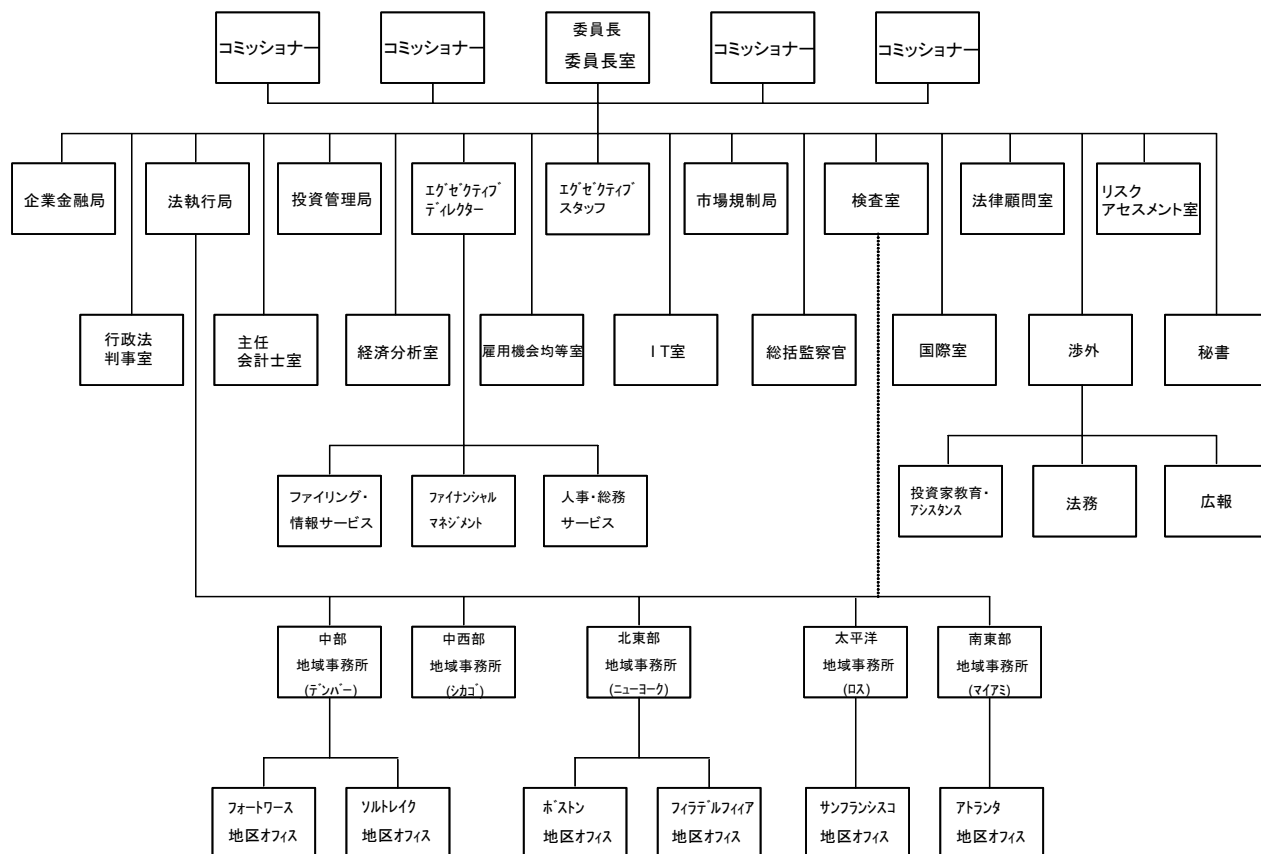 コミッショナー
コミッショナー
委員長
委員長室
コミッショナー
コミッショナー
企業金融局
法執行局
投資管理局
ｴｸﾞｾﾞｸﾃｨﾌﾞ
ディレクター
ｴｸﾞｾﾞｸﾃｨﾌﾞ
スタッフ
市場規制局
検査室
法律顧問室
リスク
アセスメント室
行政法
判事室
主任
会計士室
経済分析室
雇用機会均等室
ＩＴ室
総括監察官
国際室
渉外
秘書
ファイリング・
情報サービス
ﾌｧｲﾅﾝｼｬﾙ
ﾏﾈｼﾞﾒﾝﾄ
人事・総務
サービス
投資家教育・
アシスタンス
法務
広報
中部
地域事務所
(ﾃﾞﾝﾊﾞｰ)
中西部
地域事務所
(ｼｶｺﾞ)
北東部
地域事務所
(ﾆｭｰﾖｰｸ)
太平洋
地域事務所
(ﾛｽ)
南東部
地域事務所
(ﾏｲｱﾐ)
フォートワース
地区オフィス
ｿﾙﾄﾚｲｸ
地区オフィス
ﾎﾞｽﾄﾝ
地区オフィス
ﾌｨﾗﾃﾞﾙﾌｨｨｱ
地区オフィス
サンフランシスコ
地区オフィス
アトランタ
地区オフィス